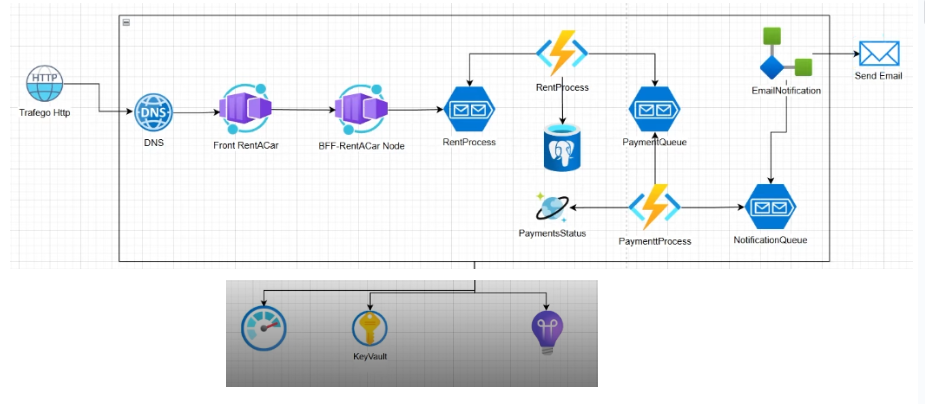 HTTP
Trafego Http
DNS
DNS
Front RentACar
BFF-RentACar Node
RentProcess
RentProcess
PaymentQueue
PaymentsStatus
PaymenttProcess
EmailNotification
Send Email
NotificationQueue
KeyVault